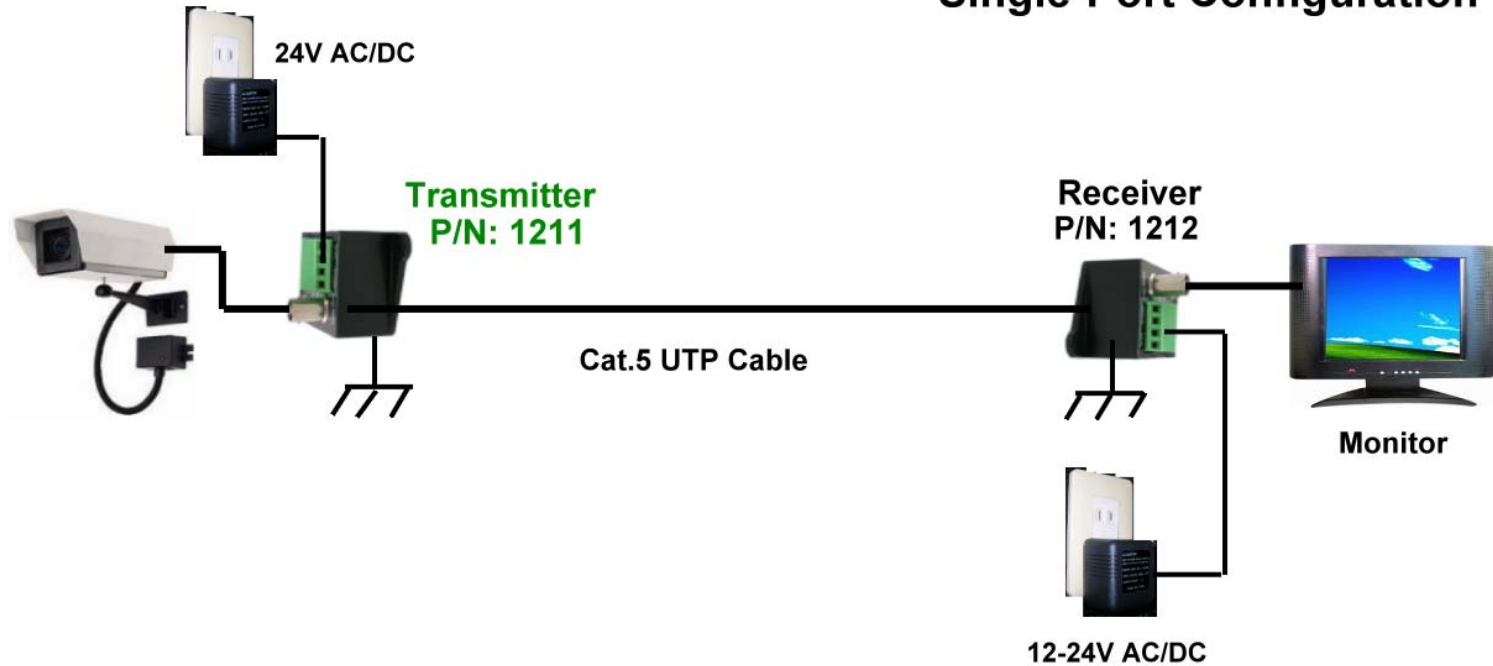 Single Port Configuration
24V AC/DC
Transmitter
P/N: 1211
Receiver
P/N: 1212
Cat.5 UTP Cable
Monitor
12-24V AC/DC